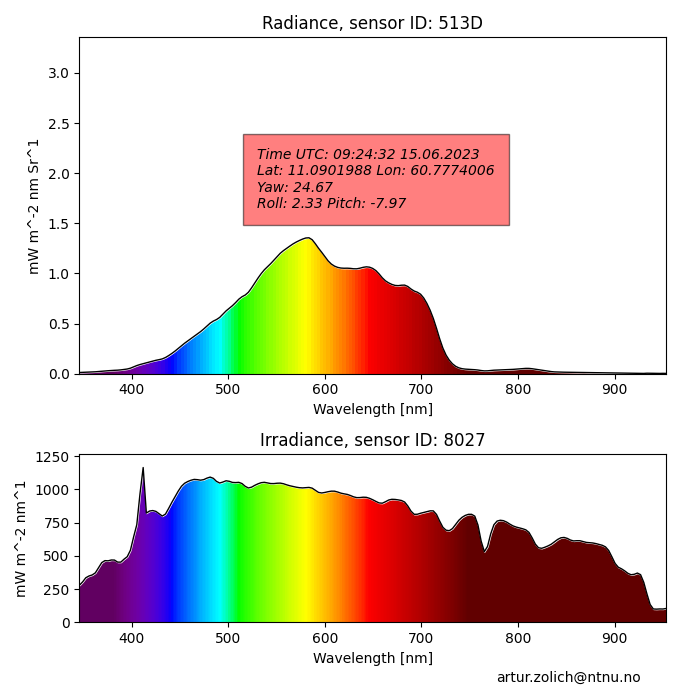 Radiance, sensor ID: 513D
mW m^-2 nm Sr^1
3.0
2.5
2.0
1.5
1.0
0.5
0.0
Time UTC: 09:24:32 15.06.2023
Lat: 11.0901988 Lon: 60.7774006
Yaw: 24.67
Roll: 2.33 Pitch: -7.97
400 500 600 700 800 900
Wavelength [nm]
Irradiance, sensor ID: 8027
mW m^-2 nm^1
1250
1000
750
500
250
0
400 500 600 700 800 900
Wavelength [nm]
artur.zolich@ntnu.no